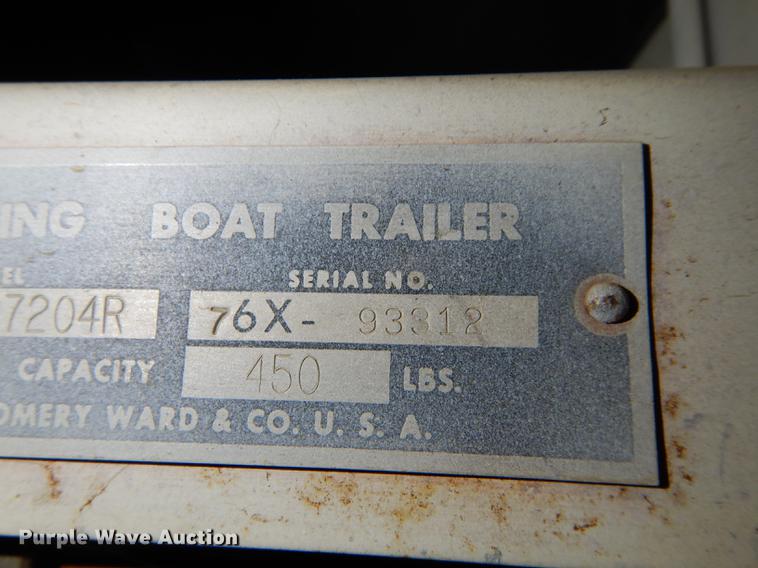 ING BOAT TRAILER
EL SERIAL NO.
7204R 76X- 93312
CAPACITY 450 LBS.
OMERY WARD & CO. U. S. A.
Purple Wave Auction